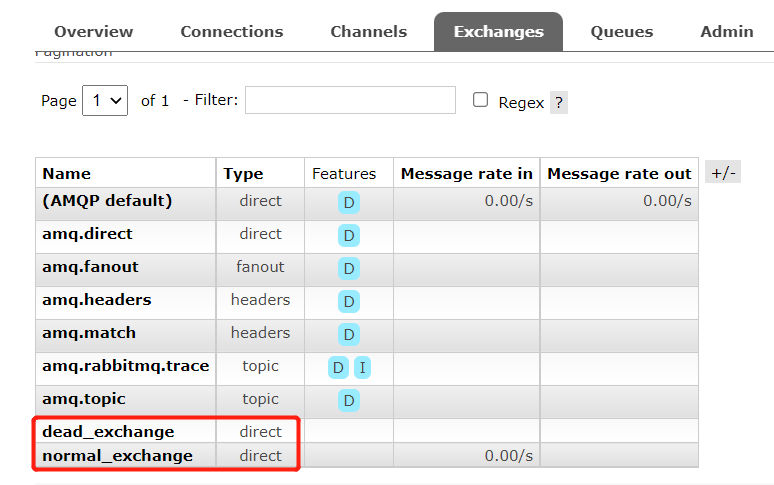 Overview Connections Channels Exchanges Queues Admin
Pagination
Page 1 of 1 - Filter: Regex ?
Name Type Features Message rate in Message rate out +/-
(AMQP default) direct D 0.00/s 0.00/s
amq.direct direct D
amq.fanout fanout D
amq.headers headers D
amq.match headers D
amq.rabbitmq.trace topic D I
amq.topic topic D
dead_exchange direct
normal_exchange direct 0.00/s